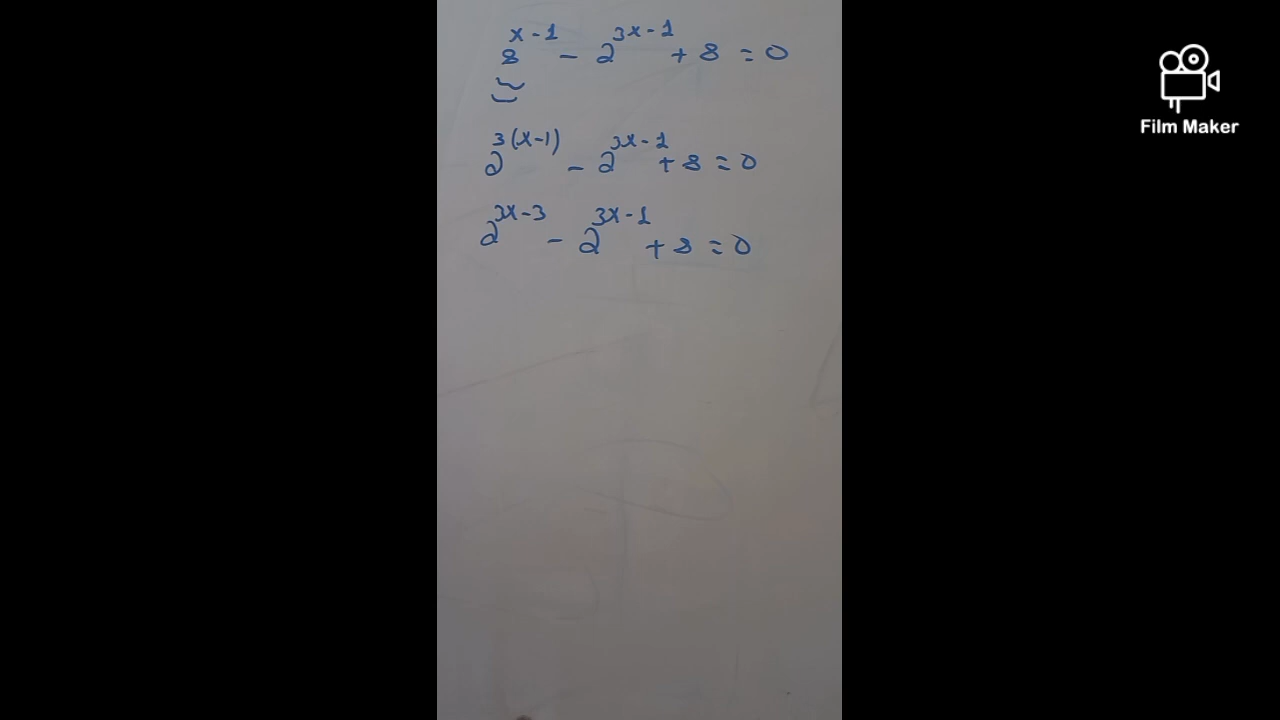 8^{x-1} - 2^{3x-1} + 8 = 0
2^{3(x-1)} - 2^{3x-1} + 8 = 0
2^{3x-3} - 2^{3x-1} + 8 = 0
Film Maker